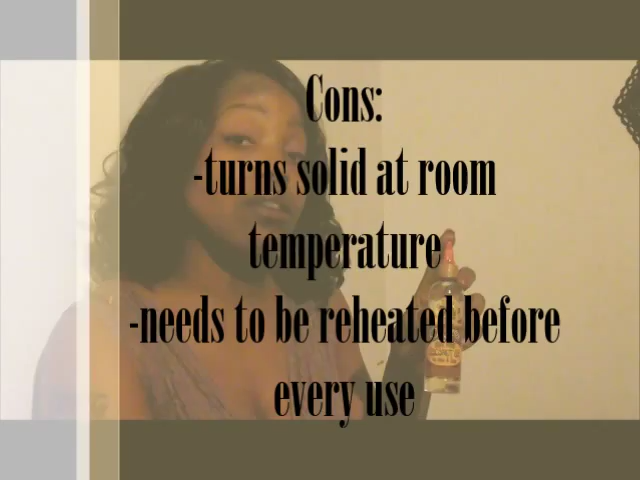 Cons:
-turns solid at room
temperature
-needs to be reheated before
every use